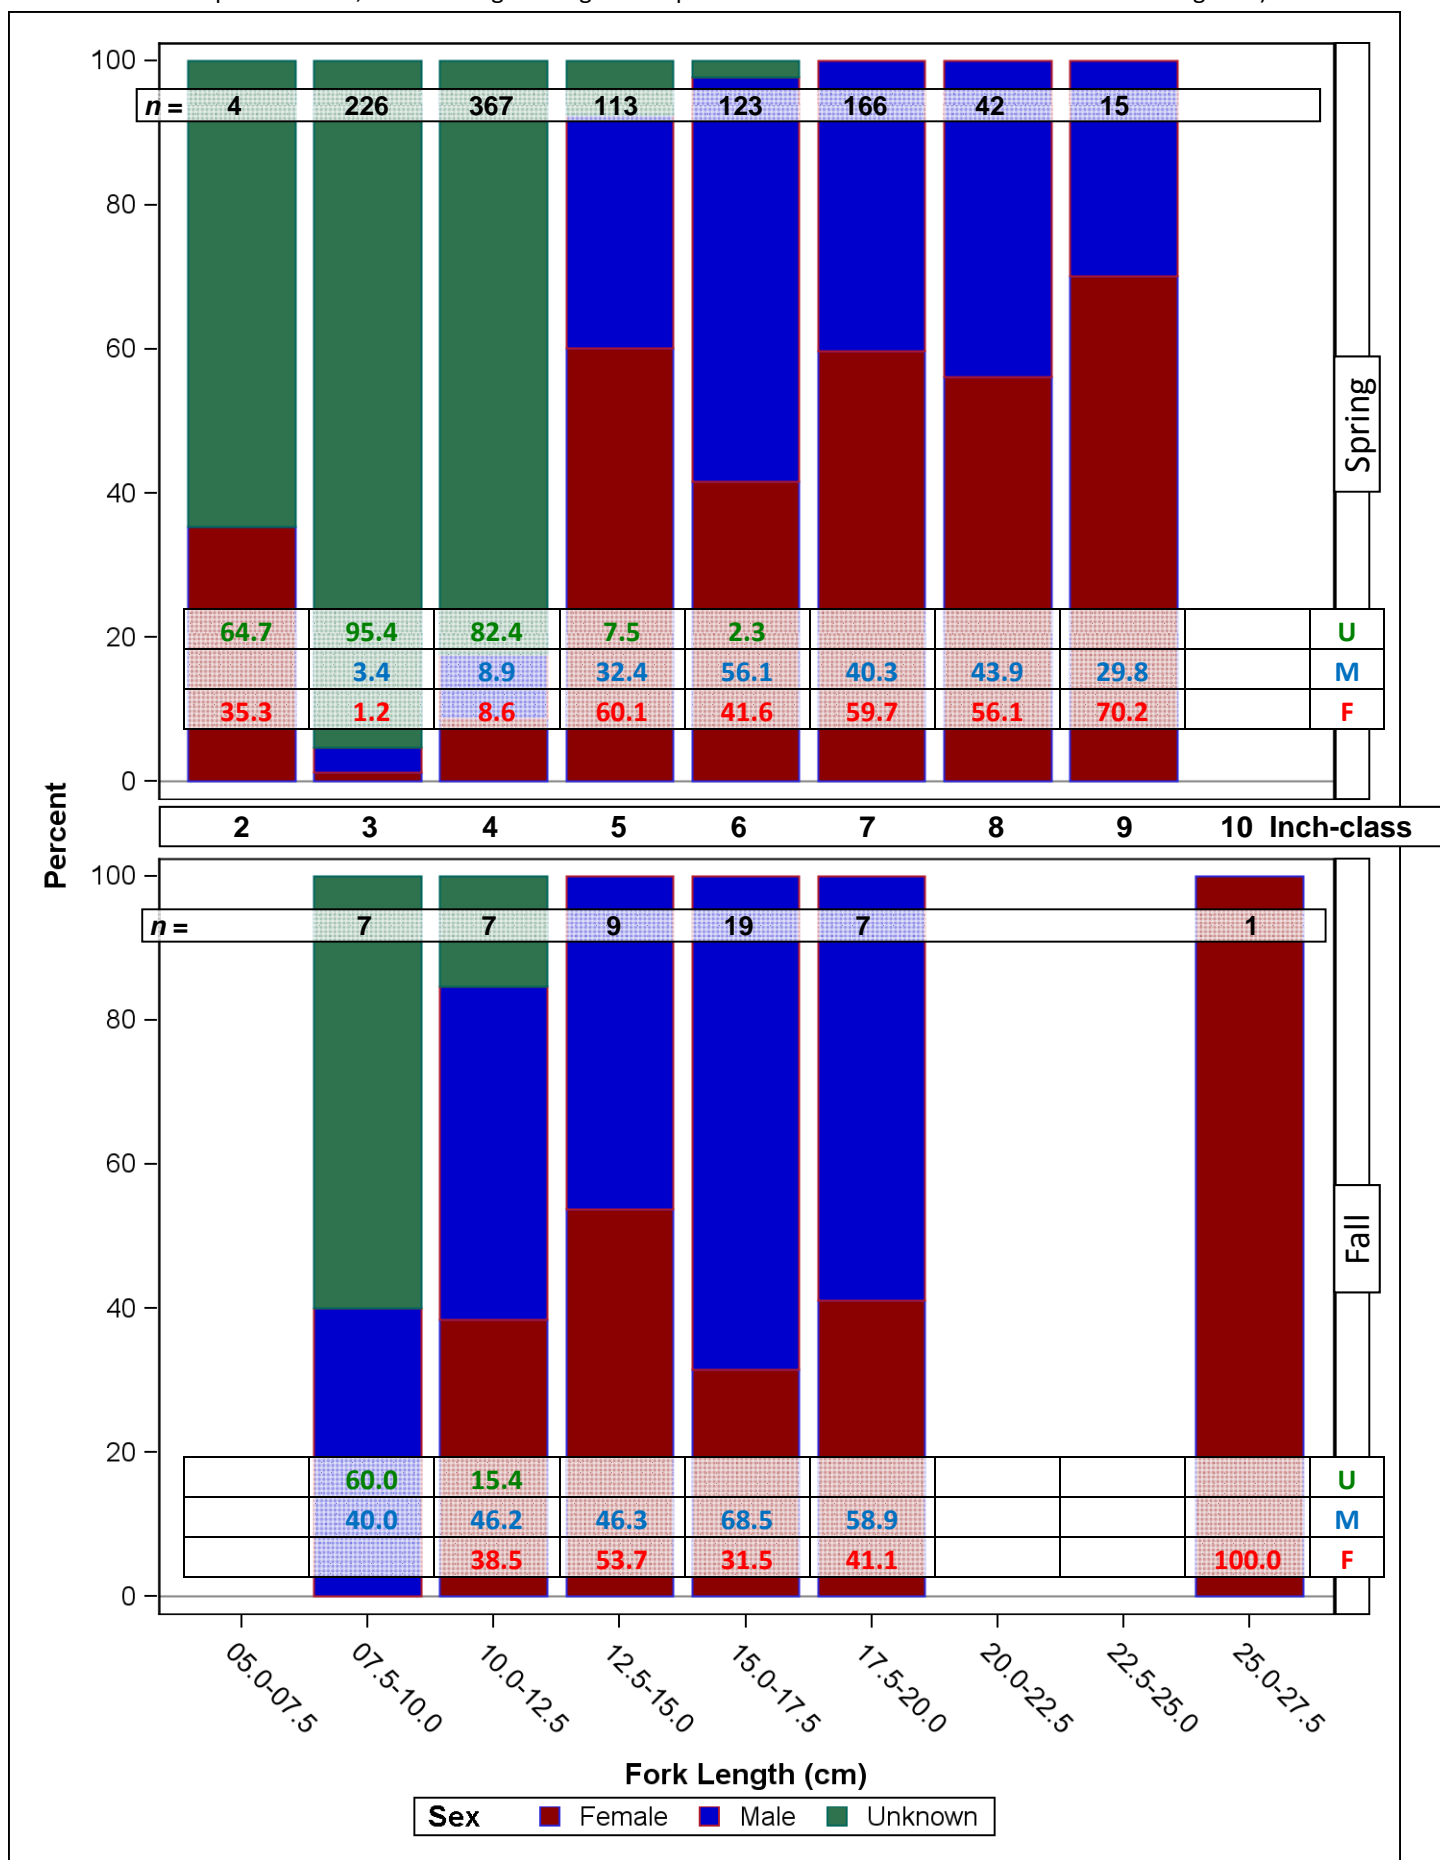 100
n = 4 226 367 113 123 166 42 15
80
60
Spring
40
20
64.7 95.4 82.4 7.5 2.3 U
3.4 8.9 32.4 56.1 40.3 43.9 29.8 M
35.3 1.2 8.6 60.1 41.6 59.7 56.1 70.2 F
0
2 3 4 5 6 7 8 9 10 Inch-class
Percent
100
n = 7 7 9 19 7 1
80
60
Fall
40
20
60.0 15.4 U
40.0 46.2 46.3 68.5 58.9 M
38.5 53.7 31.5 41.1 100.0 F
0
05.0-07.5 07.5-10.0 10.0-12.5 12.5-15.0 15.0-17.5 17.5-20.0 20.0-22.5 22.5-25.0 25.0-27.5
Fork Length (cm)
Sex Female Male Unknown